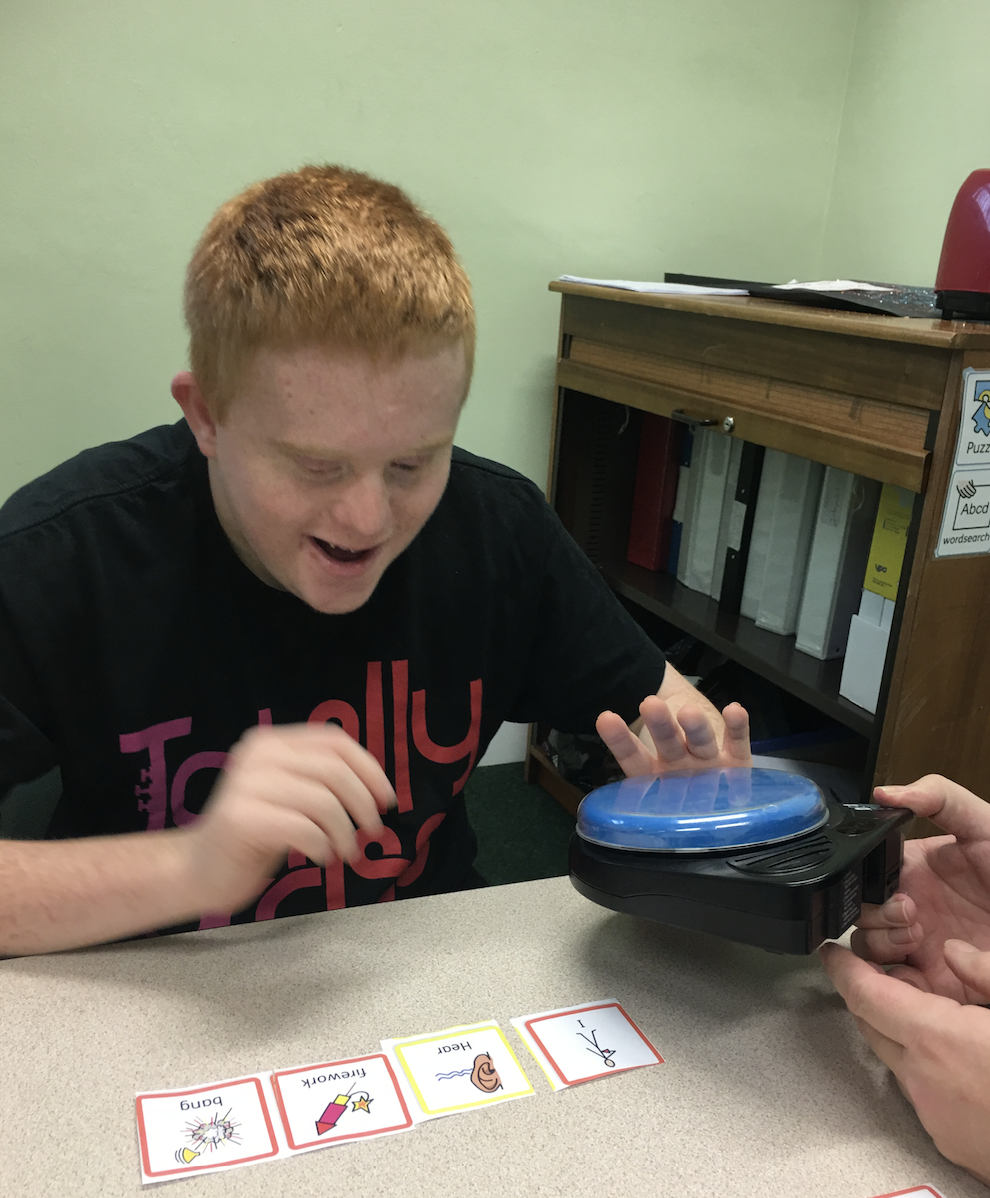 Totally
I
Hear
firework
bang
Puzz
Abcd
wordsearch